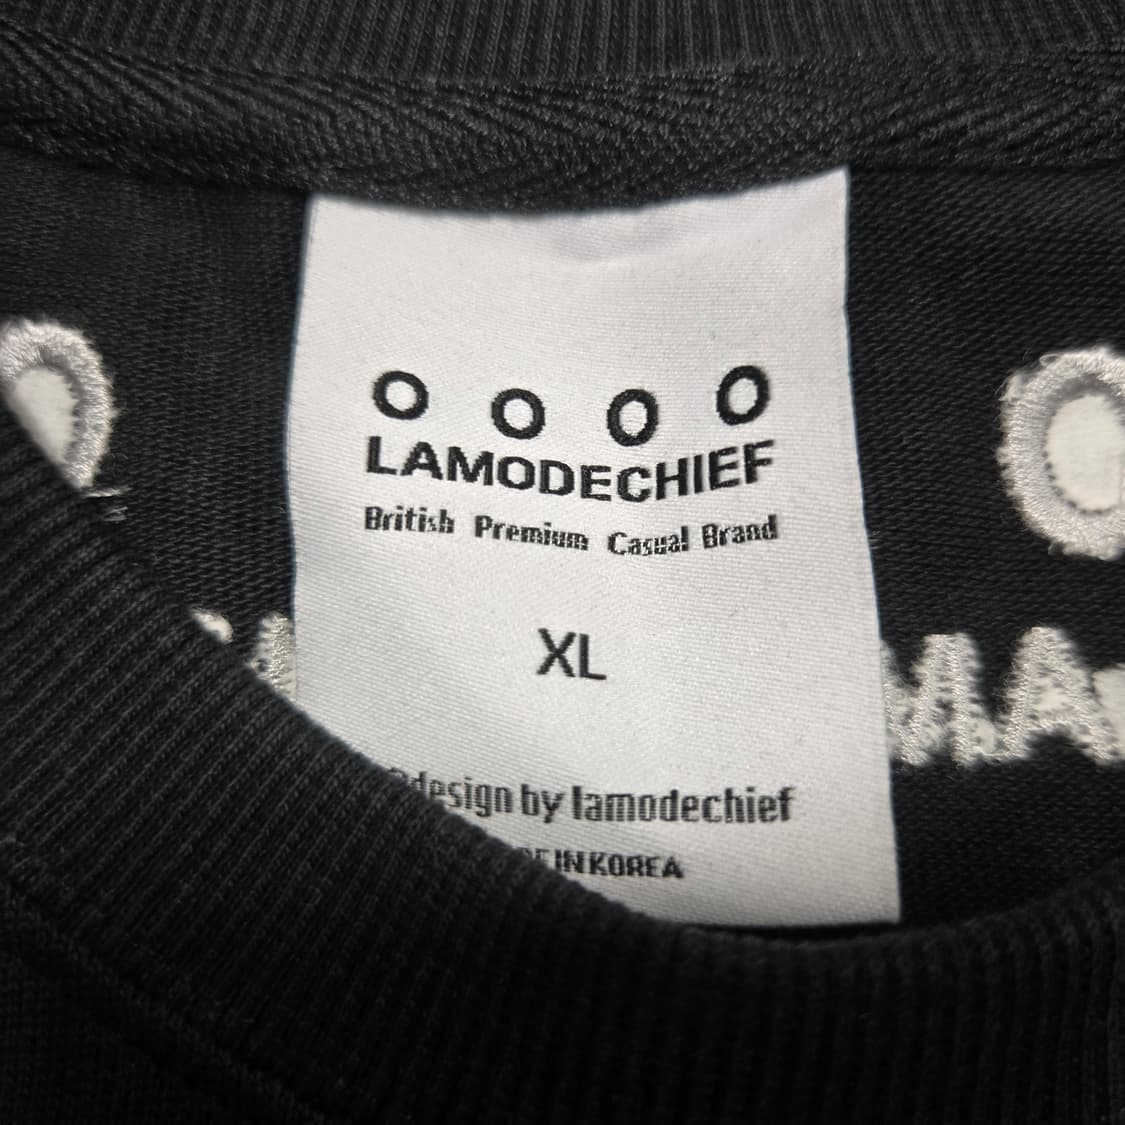 O O O O
LAMODECHIEF
British Premium Casual Brand
XL
design by lamodechief
IN KOREA